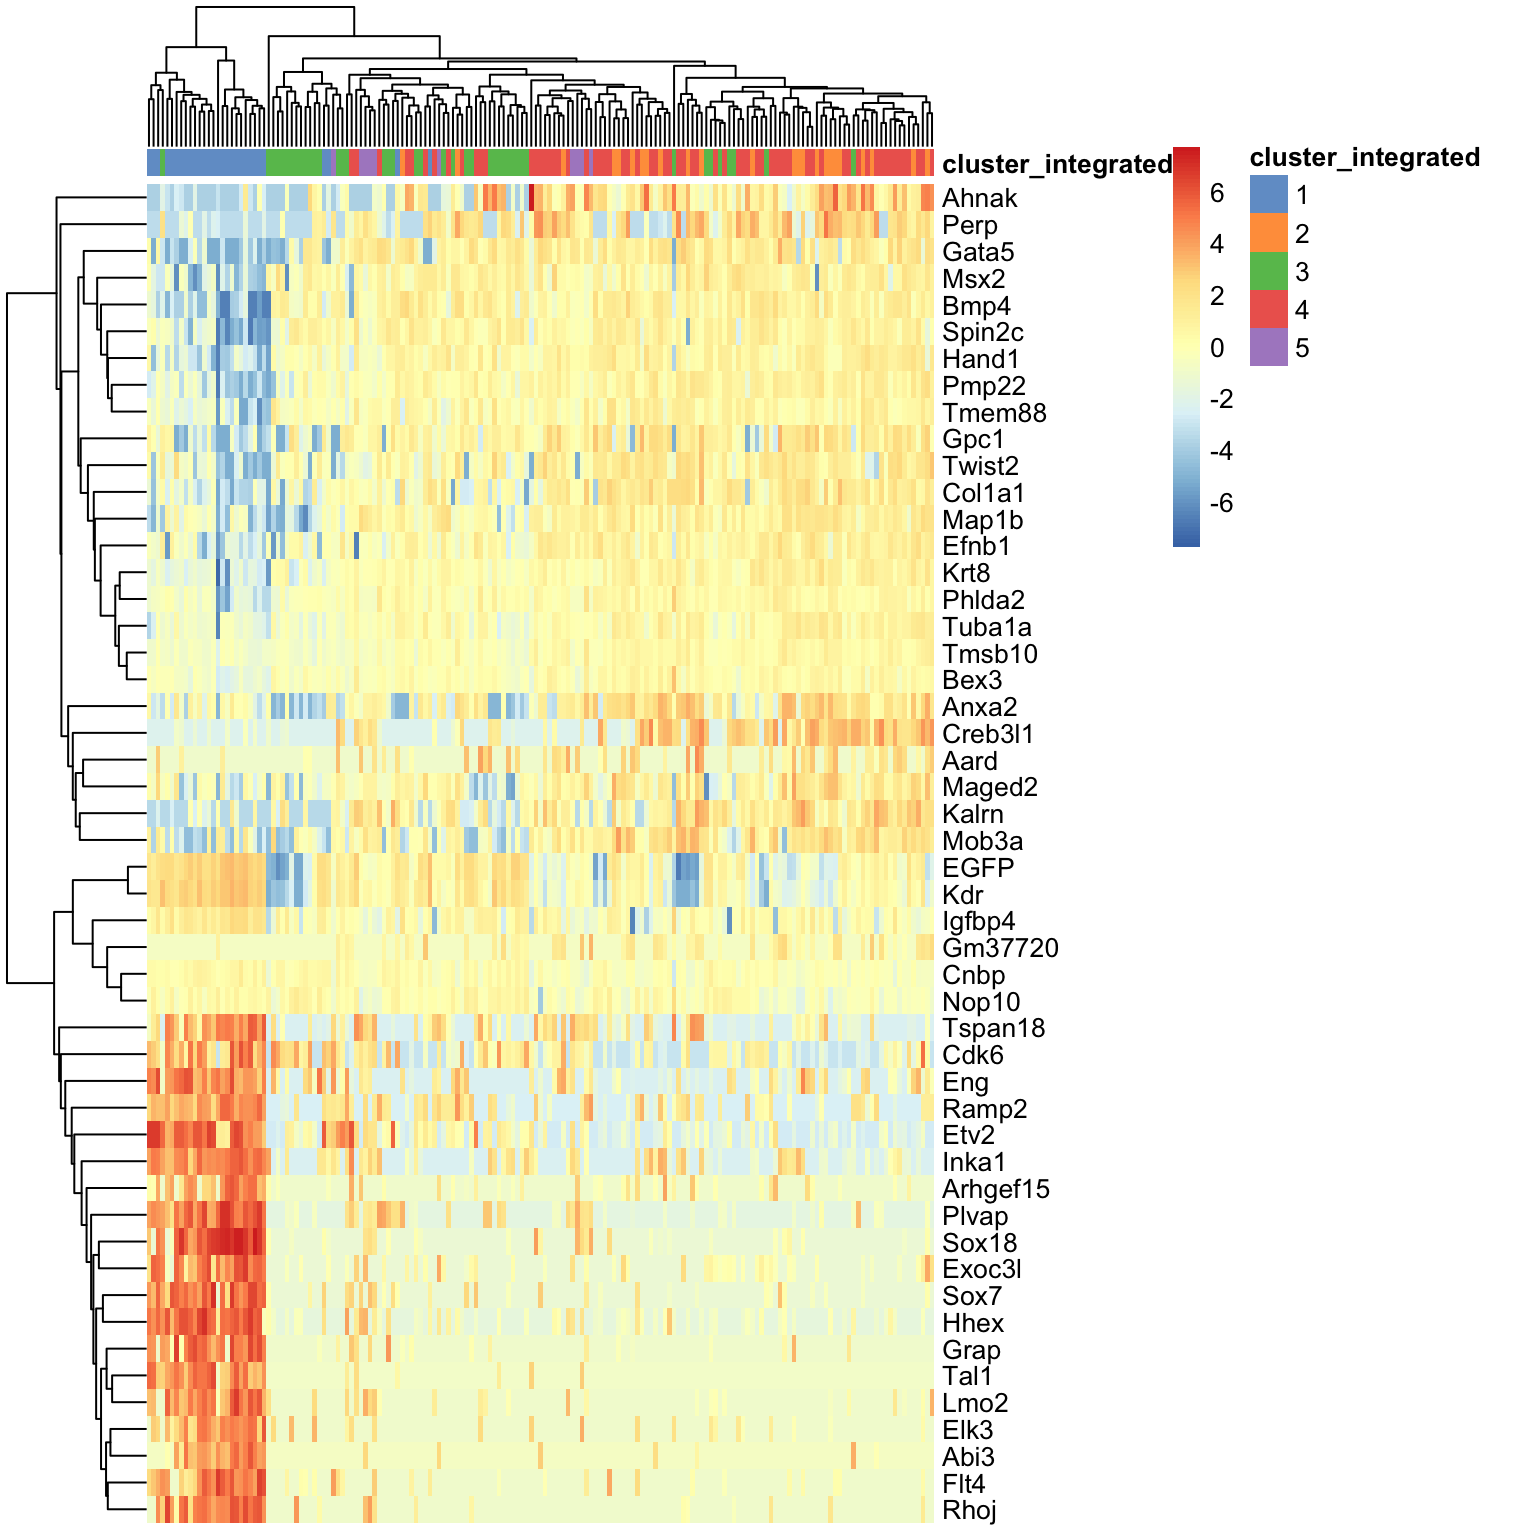 cluster_integrated
Ahnak
Perp
Gata5
Msx2
Bmp4
Spin2c
Hand1
Pmp22
Tmem88
Gpc1
Twist2
Col1a1
Map1b
Efnb1
Krt8
Phlda2
Tuba1a
Tmsb10
Bex3
Anxa2
Creb3l1
Aard
Maged2
Kalrn
Mob3a
EGFP
Kdr
Igfbp4
Gm37720
Cnbp
Nop10
Tspan18
Cdk6
Eng
Ramp2
Etv2
Inka1
Arhgef15
Plvap
Sox18
Exoc3l
Sox7
Hhex
Grap
Tal1
Lmo2
Elk3
Abi3
Flt4
Rhoj
6
4
2
0
-2
-4
-6
cluster_integrated
1
2
3
4
5